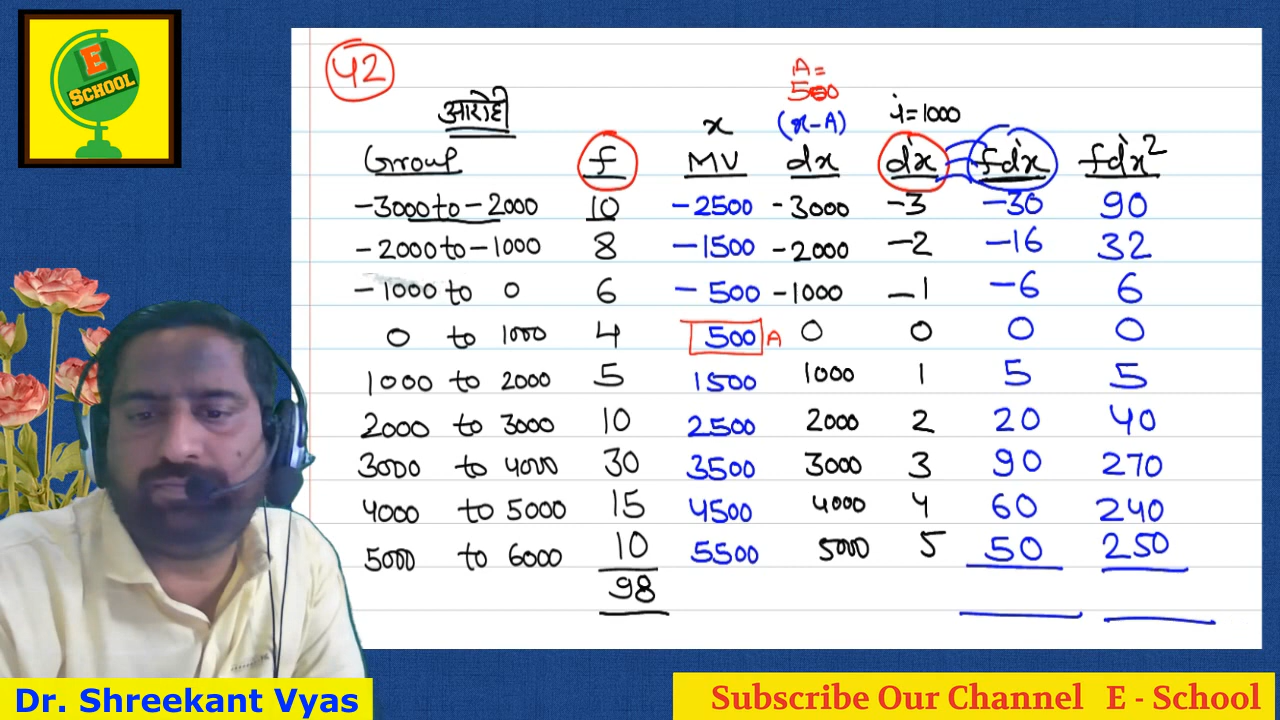 E
SCHOOL
42
A=
500
आरोही
x
(x-A)
i=1000
Group f MV dx d'x fd'x fd'x²
-3000 to -2000 10 -2500 -3000 -3 -30 90
-2000 to -1000 8 -1500 -2000 -2 -16 32
-1000 to 0 6 -500 -1000 -1 -6 6
0 to 1000 4 500 A 0 0 0 0
1000 to 2000 5 1500 1000 1 5 5
2000 to 3000 10 2500 2000 2 20 40
3000 to 4000 30 3500 3000 3 90 270
4000 to 5000 15 4500 4000 4 60 240
5000 to 6000 10 5500 5000 5 50 250
98
Dr. Shreekant Vyas
Subscribe Our Channel E - School